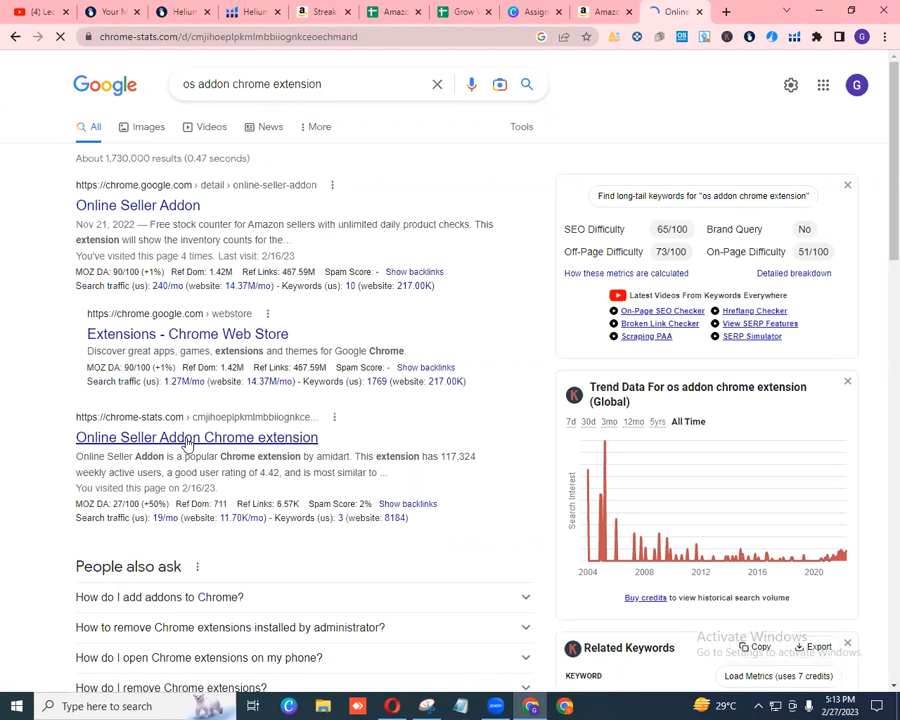 (4) Le
Your M
Helium
Helium
Streak
Amazo
Grow V
Assign
Amazo
Online
chrome-stats.com/d/cmjihoeplpkmlmbbiiognkceoechmand
Google
os addon chrome extension
G
All
Images
Videos
News
More
Tools
About 1,730,000 results (0.47 seconds)
https://chrome.google.com › detail › online-seller-addon
Online Seller Addon
Nov 21, 2022 — Free stock counter for Amazon sellers with unlimited daily product checks. This
extension will show the inventory counts for the...
You've visited this page 4 times. Last visit: 2/16/23
MOZ DA: 90/100 (+1%) Ref Dom: 1.42M Ref Links: 467.59M Spam Score: - Show backlinks
Search traffic (us): 240/mo (website: 14.37M/mo) - Keywords (us): 10 (website: 217.00K)
https://chrome.google.com › webstore
Extensions - Chrome Web Store
Discover great apps, games, extensions and themes for Google Chrome.
MOZ DA: 90/100 (+1%) Ref Dom: 1.42M Ref Links: 467.59M Spam Score: - Show backlinks
Search traffic (us): 1.27M/mo (website: 14.37M/mo) - Keywords (us): 1769 (website: 217.00K)
https://chrome-stats.com › cmjihoeplpkmlmbbiiognkce...
Online Seller Addon Chrome extension
Online Seller Addon is a popular Chrome extension by amidart. This extension has 117,324
weekly active users, a good user rating of 4.42, and is most similar to ...
You visited this page on 2/16/23.
MOZ DA: 27/100 (+50%) Ref Dom: 711 Ref Links: 6.57K Spam Score: 2% Show backlinks
Search traffic (us): 19/mo (website: 11.70K/mo) - Keywords (us): 3 (website: 8184)
People also ask
How do I add addons to Chrome?
How to remove Chrome extensions installed by administrator?
How do I open Chrome extensions on my phone?
How do I remove Chrome extensions?
Find long-tail keywords for "os addon chrome extension"
SEO Difficulty 65/100 Brand Query No
Off-Page Difficulty 73/100 On-Page Difficulty 51/100
How these metrics are calculated Detailed breakdown
Latest Videos From Keywords Everywhere
On-Page SEO Checker Hreflang Checker
Broken Link Checker View SERP Features
Scraping PAA SERP Simulator
Trend Data For os addon chrome extension
(Global)
7d 30d 3mo 12mo 5yrs All Time
Search Interest
2004 2008 2012 2016 2020
Buy credits to view historical search volume
Related Keywords
Copy
Export
KEYWORD
Load Metrics (uses 7 credits)
Activate Windows
Go to Settings to activate Windows.
Type here to search
zoom
29°C
5:13 PM
2/27/2023